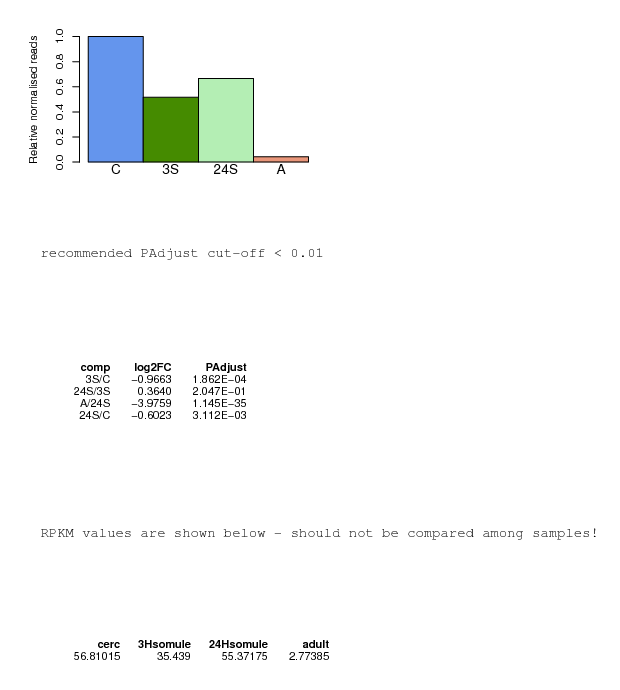 Relative normalised reads
1.0
0.8
0.6
0.4
0.2
0.0
C 3S 24S A
recommended PAdjust cut-off < 0.01
comp log2FC PAdjust
3S/C −0.9663 1.862E−04
24S/3S 0.3640 2.047E−01
A/24S −3.9759 1.145E−35
24S/C −0.6023 3.112E−03
RPKM values are shown below - should not be compared among samples!
cerc 3Hsomule 24Hsomule adult
56.81015 35.439 55.37175 2.77385